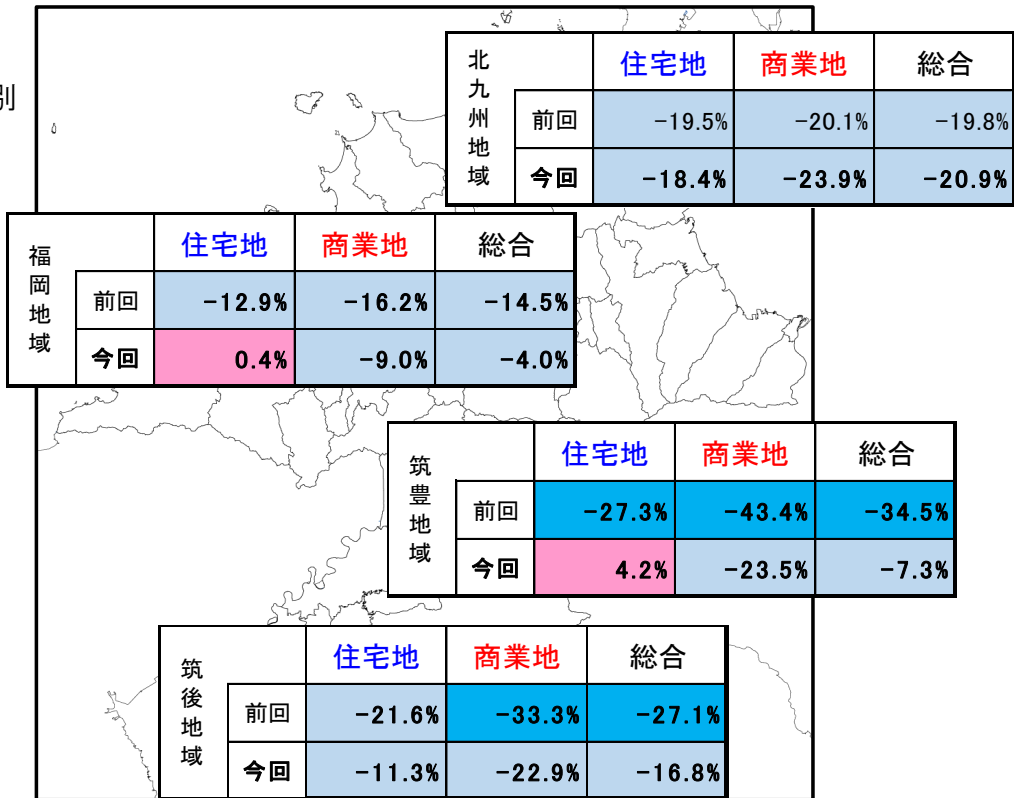 別
北九州地域
住宅地 商業地 総合
前回 -19.5% -20.1% -19.8%
今回 -18.4% -23.9% -20.9%
福岡地域
住宅地 商業地 総合
前回 -12.9% -16.2% -14.5%
今回 0.4% -9.0% -4.0%
筑豊地域
住宅地 商業地 総合
前回 -27.3% -43.4% -34.5%
今回 4.2% -23.5% -7.3%
筑後地域
住宅地 商業地 総合
前回 -21.6% -33.3% -27.1%
今回 -11.3% -22.9% -16.8%